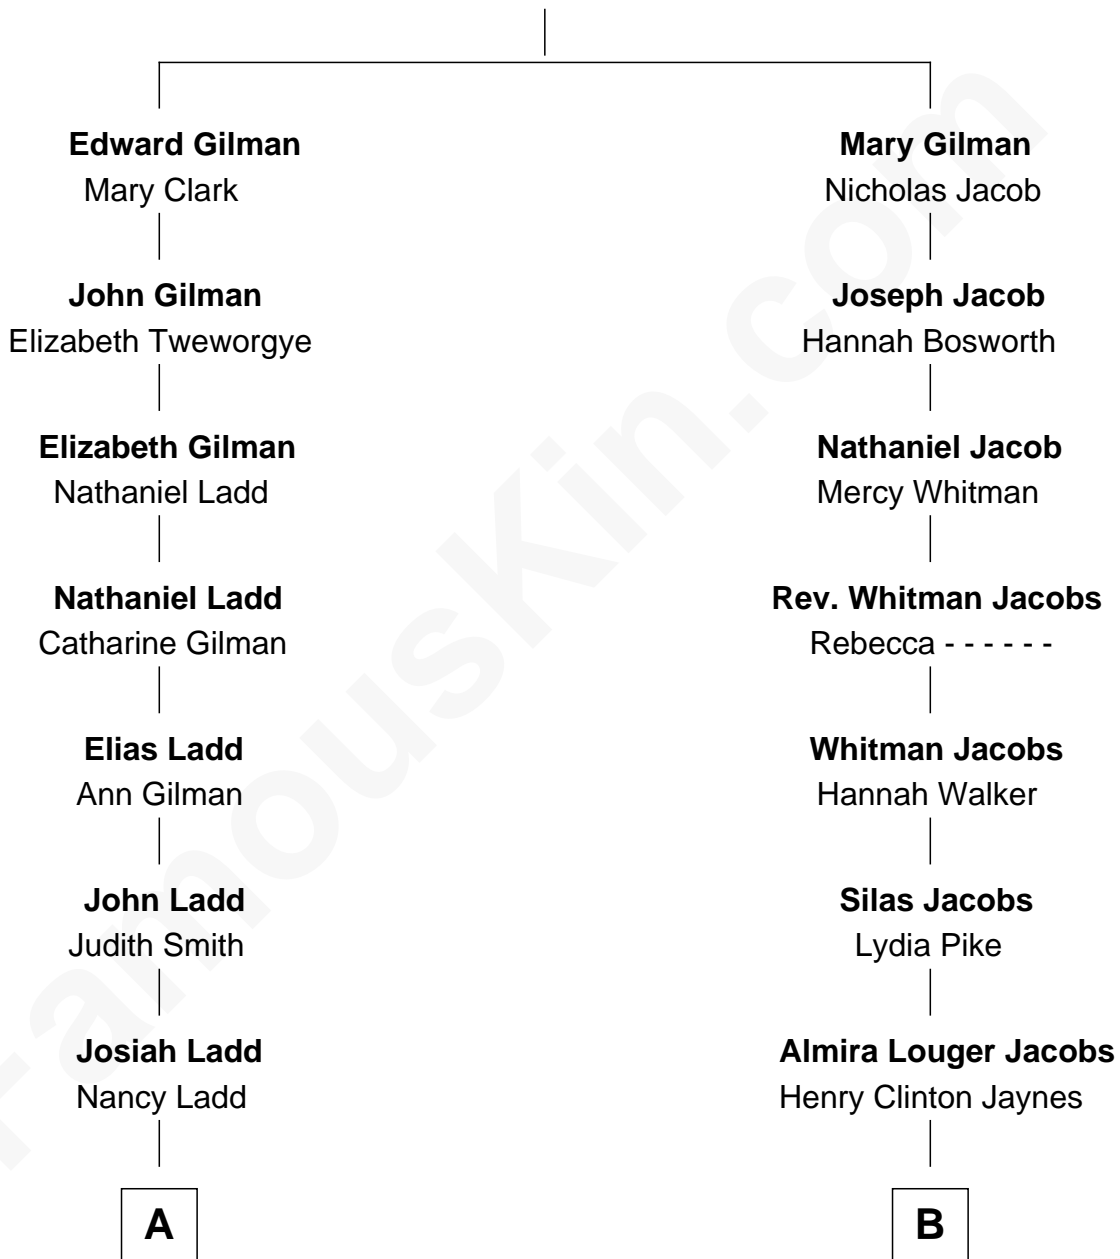 Edward Gilman
Mary Clark
John Gilman
Elizabeth Tweworgye
Elizabeth Gilman
Nathaniel Ladd
Nathaniel Ladd
Catharine Gilman
Elias Ladd
Ann Gilman
John Ladd
Judith Smith
Josiah Ladd
Nancy Ladd
A
Mary Gilman
Nicholas Jacob
Joseph Jacob
Hannah Bosworth
Nathaniel Jacob
Mercy Whitman
Rev. Whitman Jacobs
Rebecca - - - - - -
Whitman Jacobs
Hannah Walker
Silas Jacobs
Lydia Pike
Almira Louger Jacobs
Henry Clinton Jaynes
B
FamousKin.com